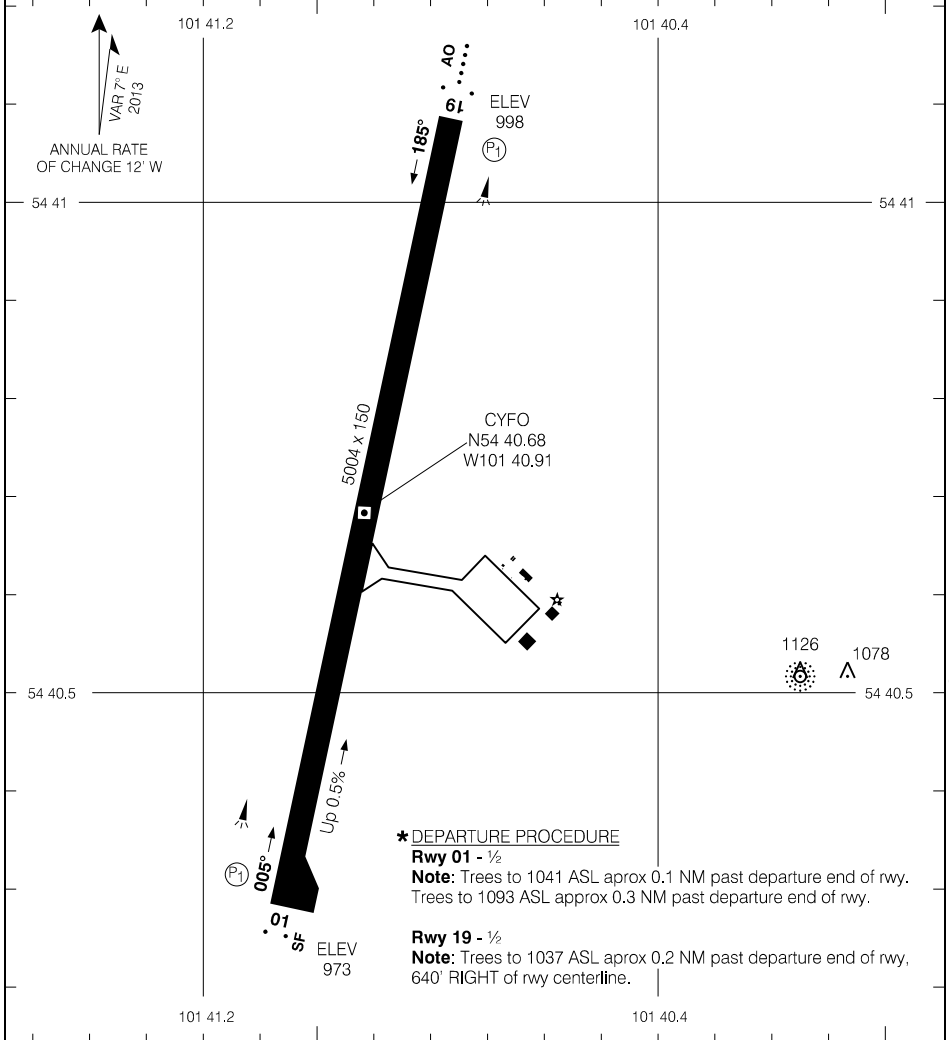 101 41.2
101 40.4
VAR 7° E
2013
ANNUAL RATE
OF CHANGE 12' W
AO
19
ELEV
998
P1
185°
54 41
54 41
5004 x 150
CYFO
N54 40.68
W101 40.91
1126
1078
54 40.5
54 40.5
Up 0.5%
P1
005°
01
SF
ELEV
973
* DEPARTURE PROCEDURE
Rwy 01 - ½
Note: Trees to 1041 ASL aprox 0.1 NM past departure end of rwy.
Trees to 1093 ASL approx 0.3 NM past departure end of rwy.
Rwy 19 - ½
Note: Trees to 1037 ASL aprox 0.2 NM past departure end of rwy,
640' RIGHT of rwy centerline.
101 41.2
101 40.4